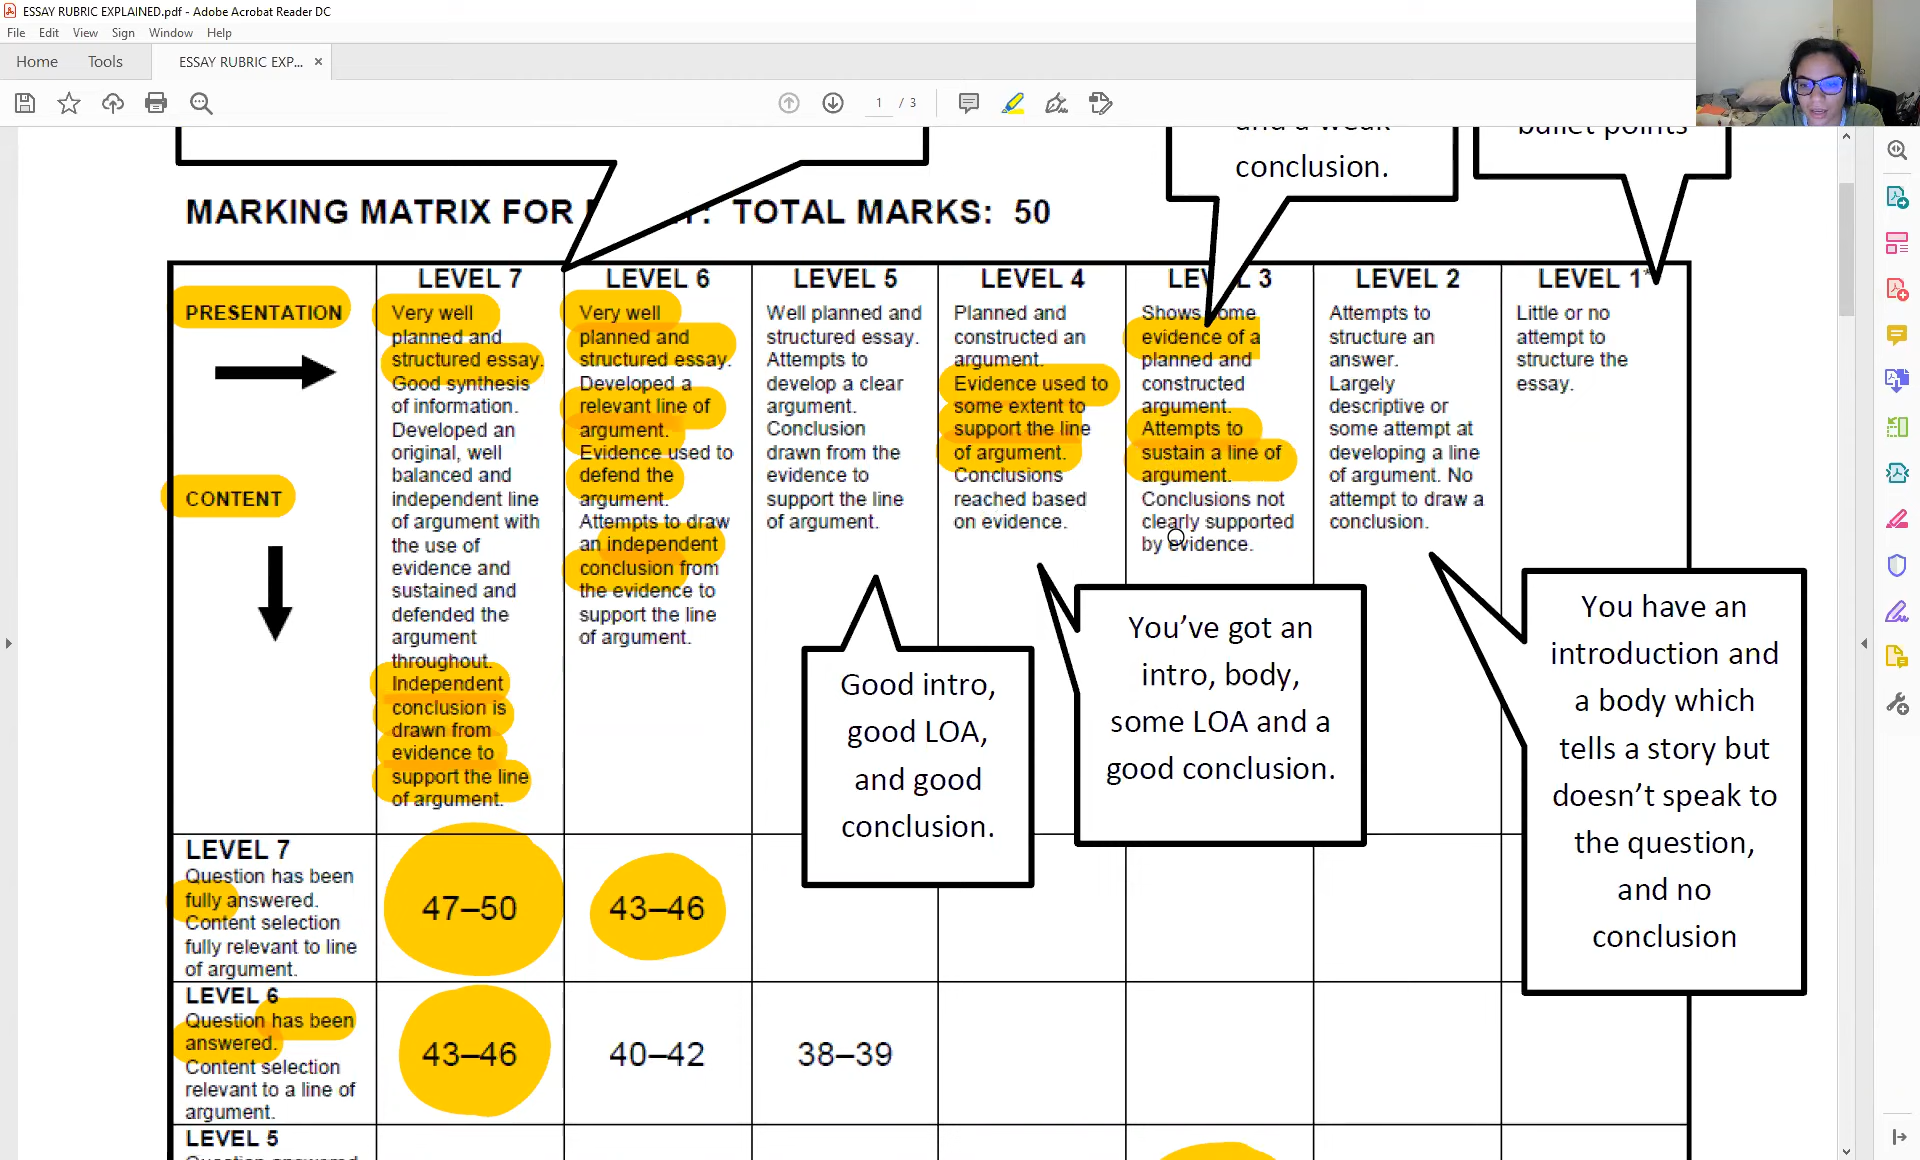 ESSAY RUBRIC EXPLAINED.pdf - Adobe Acrobat Reader DC
File Edit View Sign Window Help
Home Tools ESSAY RUBRIC EXP... ×
1 / 3
and a weak
conclusion.
bullet points
MARKING MATRIX FOR
TOTAL MARKS: 50
PRESENTATION
CONTENT
LEVEL 7
Very well
planned and
structured essay.
Good synthesis
of information.
Developed an
original, well
balanced and
independent line
of argument with
the use of
evidence and
sustained and
defended the
argument
throughout.
Independent
conclusion is
drawn from
evidence to
support the line
of argument.
LEVEL 6
Very well
planned and
structured essay.
Developed a
relevant line of
argument.
Evidence used to
defend the
argument.
Attempts to draw
an independent
conclusion from
the evidence to
support the line
of argument.
LEVEL 5
Well planned and
structured essay.
Attempts to
develop a clear
argument.
Conclusion
drawn from the
evidence to
support the line
of argument.
LEVEL 4
Planned and
constructed an
argument.
Evidence used to
some extent to
support the line
of argument.
Conclusions
reached based
on evidence.
LEVEL 3
Shows some
evidence of a
planned and
constructed
argument.
Attempts to
sustain a line of
argument.
Conclusions not
clearly supported
by evidence.
LEVEL 2
Attempts to
structure an
answer.
Largely
descriptive or
some attempt at
developing a line
of argument. No
attempt to draw a
conclusion.
LEVEL 1*
Little or no
attempt to
structure the
essay.
Good intro,
good LOA,
and good
conclusion.
You’ve got an
intro, body,
some LOA and a
good conclusion.
You have an
introduction and
a body which
tells a story but
doesn’t speak to
the question,
and no
conclusion
LEVEL 7
Question has been
fully answered.
Content selection
fully relevant to line
of argument.
47–50 43–46
LEVEL 6
Question has been
answered.
Content selection
relevant to a line of
argument.
43–46 40–42 38–39
LEVEL 5